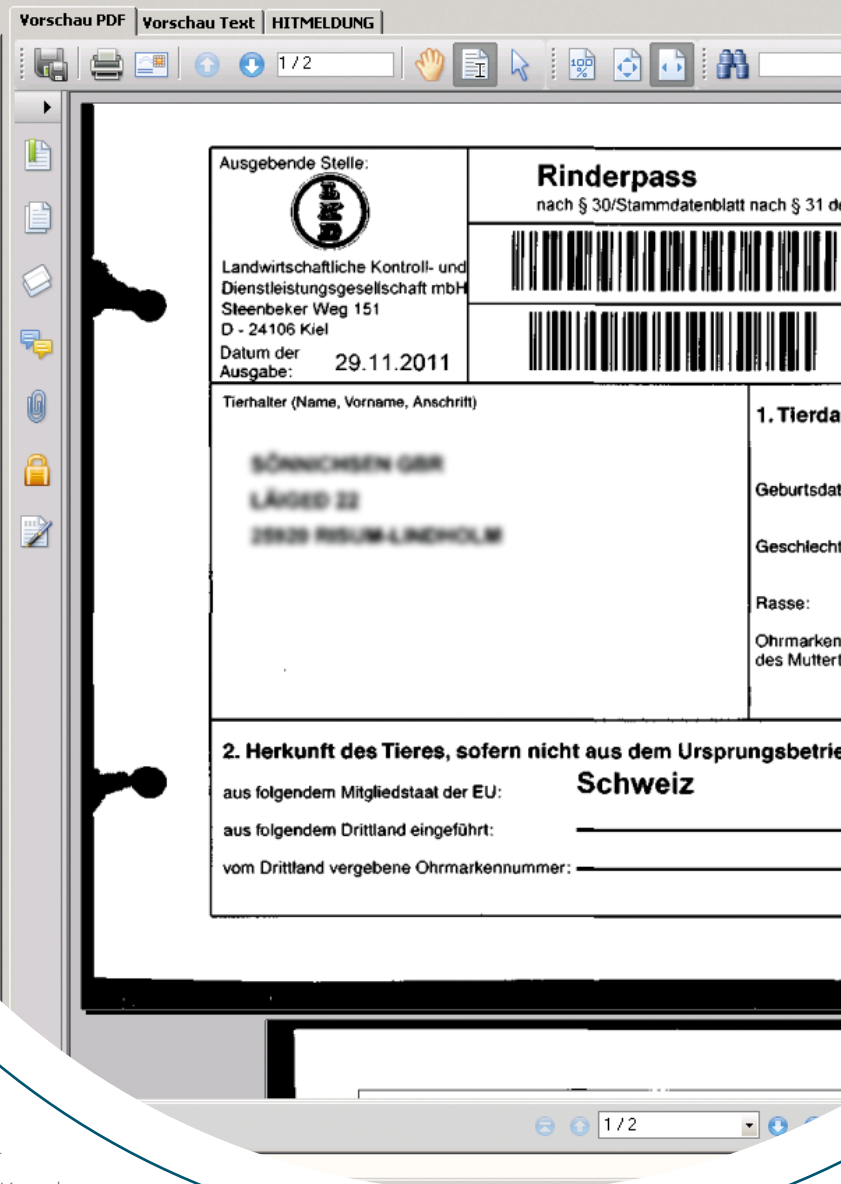 Vorschau PDF Vorschau Text HITMELDUNG
1/2
100 %
Ausgebende Stelle:
LKD
Landwirtschaftliche Kontroll- und
Dienstleistungsgesellschaft mbH
Steenbeker Weg 151
D - 24106 Kiel
Datum der
Ausgabe: 29.11.2011
Rinderpass
nach § 30/Stammdatenblatt nach § 31 de
Tierhalter (Name, Vorname, Anschrift)
1. Tierda
Geburtsdat
Geschlecht
Rasse:
Ohrmarken
des Muttert
2. Herkunft des Tieres, sofern nicht aus dem Ursprungsbetrie
aus folgendem Mitgliedstaat der EU: Schweiz
aus folgendem Drittland eingeführt:
vom Drittland vergebene Ohrmarkennummer:
1/2